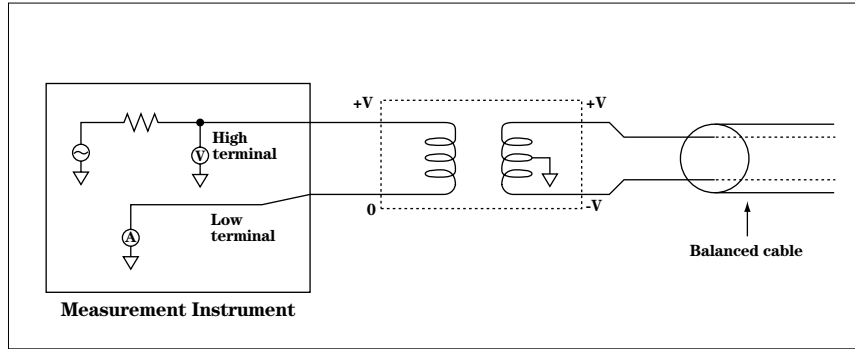 +V
+V
High
terminal
V
Low
terminal
A
0
-V
Balanced cable
Measurement Instrument